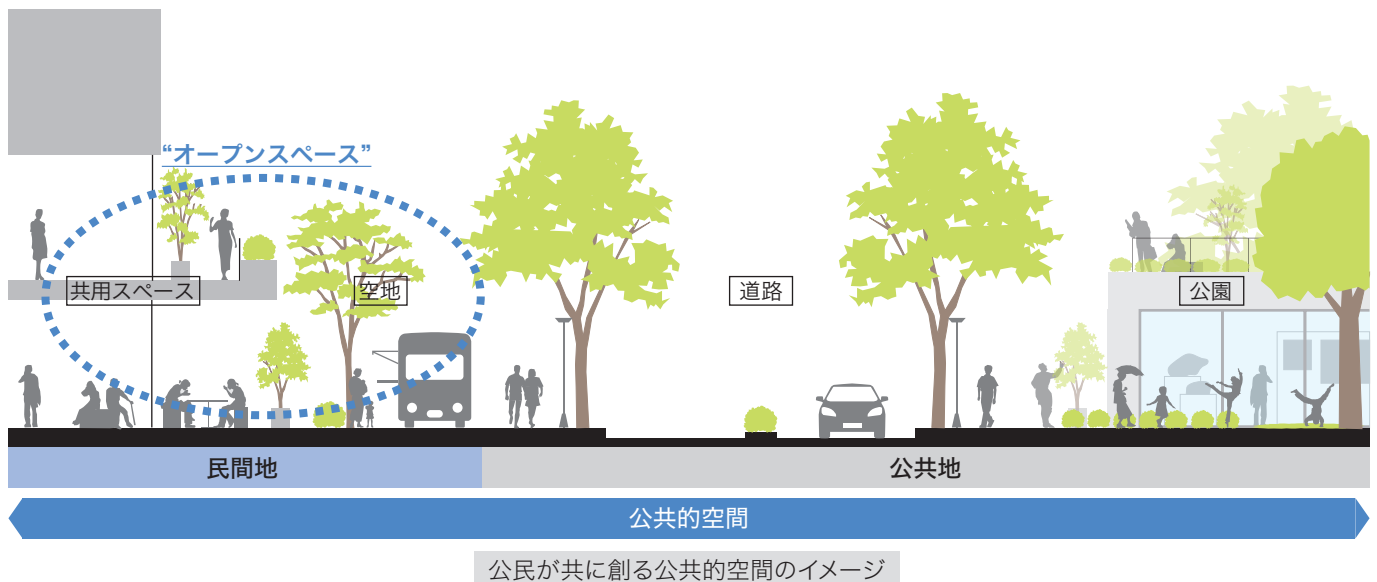 “オープンスペース”
共用スペース
空地
道路
公園
民間地
公共地
公共的空間
公民が共に創る公共的空間のイメージ